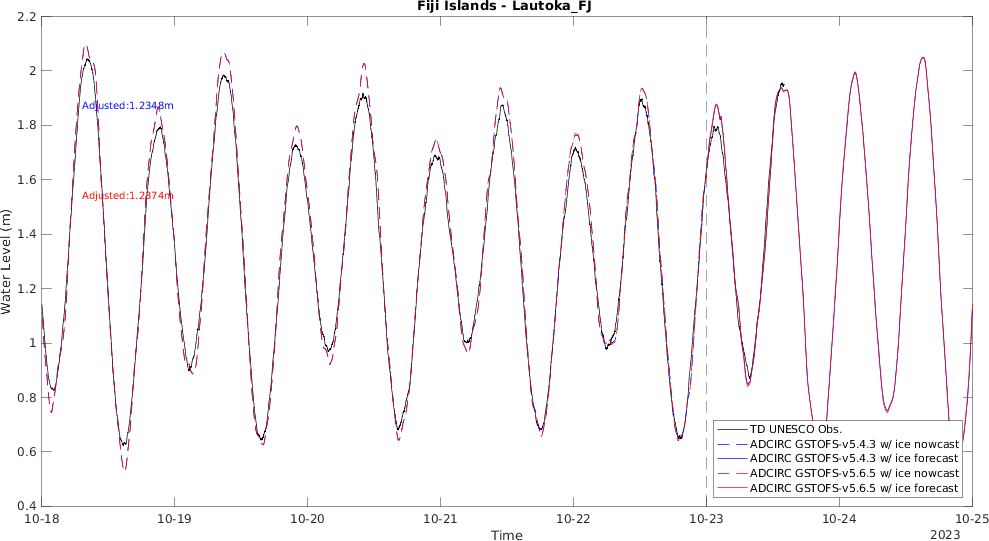 Fiji Islands - Lautoka_FJ
2.2
2
1.8
1.6
1.4
1.2
1
0.8
0.6
0.4
Water Level (m)
Adjusted:1.2348m
Adjusted:1.2374m
TD UNESCO Obs.
ADCIRC GSTOFS-v5.4.3 w/ ice nowcast
ADCIRC GSTOFS-v5.4.3 w/ ice forecast
ADCIRC GSTOFS-v5.6.5 w/ ice nowcast
ADCIRC GSTOFS-v5.6.5 w/ ice forecast
10-18 10-19 10-20 10-21 10-22 10-23 10-24 10-25
Time
2023